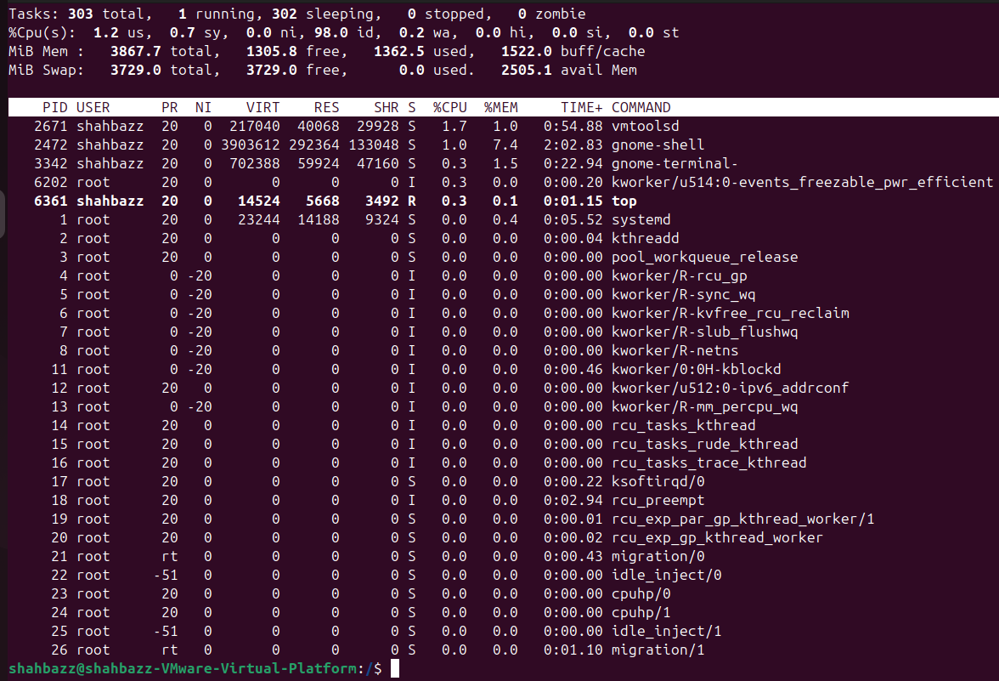 Tasks: 303 total,   1 running, 302 sleeping,   0 stopped,   0 zombie
%Cpu(s):  1.2 us,  0.7 sy,  0.0 ni, 98.0 id,  0.2 wa,  0.0 hi,  0.0 si,  0.0 st
MiB Mem :   3867.7 total,   1305.8 free,   1362.5 used,   1522.0 buff/cache
MiB Swap:   3729.0 total,   3729.0 free,      0.0 used.   2505.1 avail Mem
    PID USER      PR  NI    VIRT    RES    SHR S  %CPU  %MEM     TIME+ COMMAND
   2671 shahbazz  20   0  217040  40068  29928 S   1.7   1.0   0:54.88 vmtoolsd
   2472 shahbazz  20   0 3903612 292364 133048 S   1.0   7.4   2:02.83 gnome-shell
   3342 shahbazz  20   0  702388  59924  47160 S   0.3   1.5   0:22.94 gnome-terminal-
   6202 root      20   0       0      0      0 I   0.3   0.0   0:00.20 kworker/u514:0-events_freezable_pwr_efficient
   6361 shahbazz  20   0   14524   5668   3492 R   0.3   0.1   0:01.15 top
      1 root      20   0   23244  14188   9324 S   0.0   0.4   0:05.52 systemd
      2 root      20   0       0      0      0 S   0.0   0.0   0:00.04 kthreadd
      3 root      20   0       0      0      0 S   0.0   0.0   0:00.00 pool_workqueue_release
      4 root       0 -20       0      0      0 I   0.0   0.0   0:00.00 kworker/R-rcu_gp
      5 root       0 -20       0      0      0 I   0.0   0.0   0:00.00 kworker/R-sync_wq
      6 root       0 -20       0      0      0 I   0.0   0.0   0:00.00 kworker/R-kvfree_rcu_reclaim
      7 root       0 -20       0      0      0 I   0.0   0.0   0:00.00 kworker/R-slub_flushwq
      8 root       0 -20       0      0      0 I   0.0   0.0   0:00.00 kworker/R-netns
     11 root       0 -20       0      0      0 I   0.0   0.0   0:00.46 kworker/0:0H-kblockd
     12 root      20   0       0      0      0 I   0.0   0.0   0:00.00 kworker/u512:0-ipv6_addrconf
     13 root       0 -20       0      0      0 I   0.0   0.0   0:00.00 kworker/R-mm_percpu_wq
     14 root      20   0       0      0      0 I   0.0   0.0   0:00.00 rcu_tasks_kthread
     15 root      20   0       0      0      0 I   0.0   0.0   0:00.00 rcu_tasks_rude_kthread
     16 root      20   0       0      0      0 I   0.0   0.0   0:00.00 rcu_tasks_trace_kthread
     17 root      20   0       0      0      0 S   0.0   0.0   0:00.22 ksoftirqd/0
     18 root      20   0       0      0      0 I   0.0   0.0   0:02.94 rcu_preempt
     19 root      20   0       0      0      0 S   0.0   0.0   0:00.01 rcu_exp_par_gp_kthread_worker/1
     20 root      20   0       0      0      0 S   0.0   0.0   0:00.02 rcu_exp_gp_kthread_worker
     21 root      rt   0       0      0      0 S   0.0   0.0   0:00.43 migration/0
     22 root     -51   0       0      0      0 S   0.0   0.0   0:00.00 idle_inject/0
     23 root      20   0       0      0      0 S   0.0   0.0   0:00.00 cpuhp/0
     24 root      20   0       0      0      0 S   0.0   0.0   0:00.00 cpuhp/1
     25 root     -51   0       0      0      0 S   0.0   0.0   0:00.00 idle_inject/1
     26 root      rt   0       0      0      0 S   0.0   0.0   0:01.10 migration/1
shahbazz@shahbazz-VMware-Virtual-Platform:/$